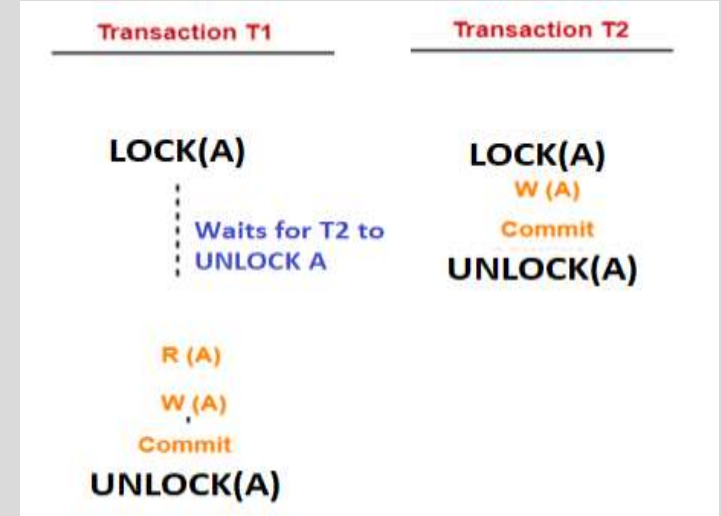 Transaction T1
Transaction T2
LOCK(A)
Waits for T2 to
UNLOCK A
R (A)
W (A)
Commit
UNLOCK(A)
LOCK(A)
W (A)
Commit
UNLOCK(A)